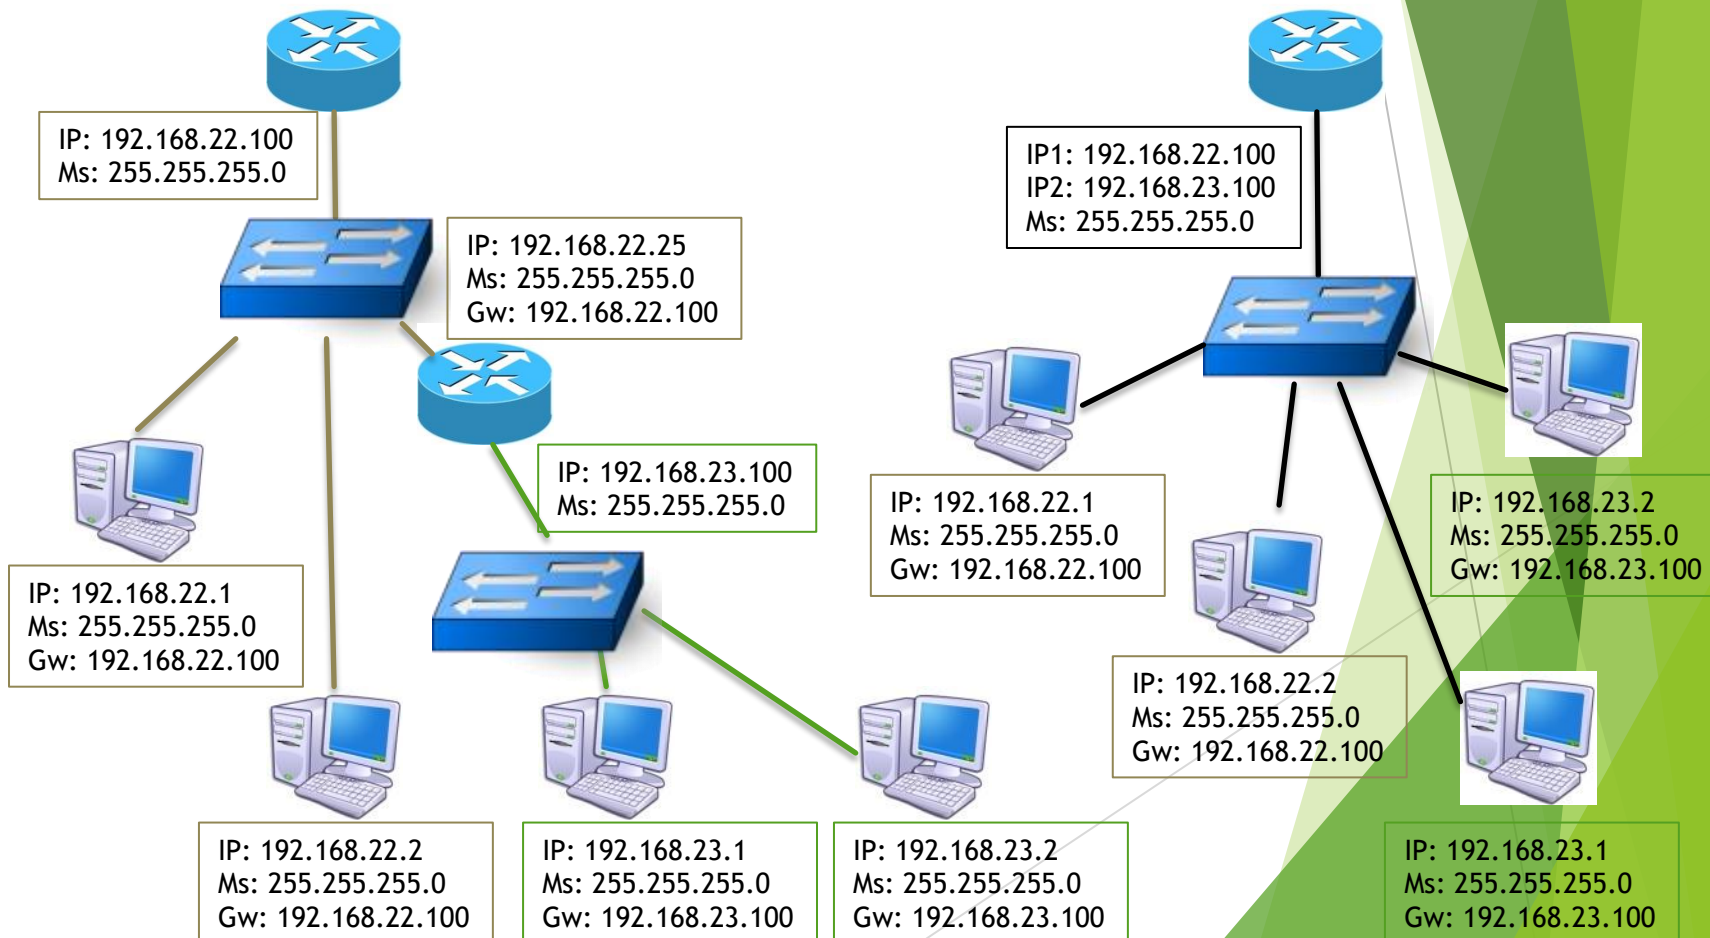 IP: 192.168.22.100
Ms: 255.255.255.0
IP: 192.168.22.25
Ms: 255.255.255.0
Gw: 192.168.22.100
IP: 192.168.23.100
Ms: 255.255.255.0
IP: 192.168.22.1
Ms: 255.255.255.0
Gw: 192.168.22.100
IP: 192.168.22.2
Ms: 255.255.255.0
Gw: 192.168.22.100
IP: 192.168.23.1
Ms: 255.255.255.0
Gw: 192.168.23.100
IP: 192.168.23.2
Ms: 255.255.255.0
Gw: 192.168.23.100
IP1: 192.168.22.100
IP2: 192.168.23.100
Ms: 255.255.255.0
IP: 192.168.22.1
Ms: 255.255.255.0
Gw: 192.168.22.100
IP: 192.168.23.2
Ms: 255.255.255.0
Gw: 192.168.23.100
IP: 192.168.22.2
Ms: 255.255.255.0
Gw: 192.168.22.100
IP: 192.168.23.1
Ms: 255.255.255.0
Gw: 192.168.23.100